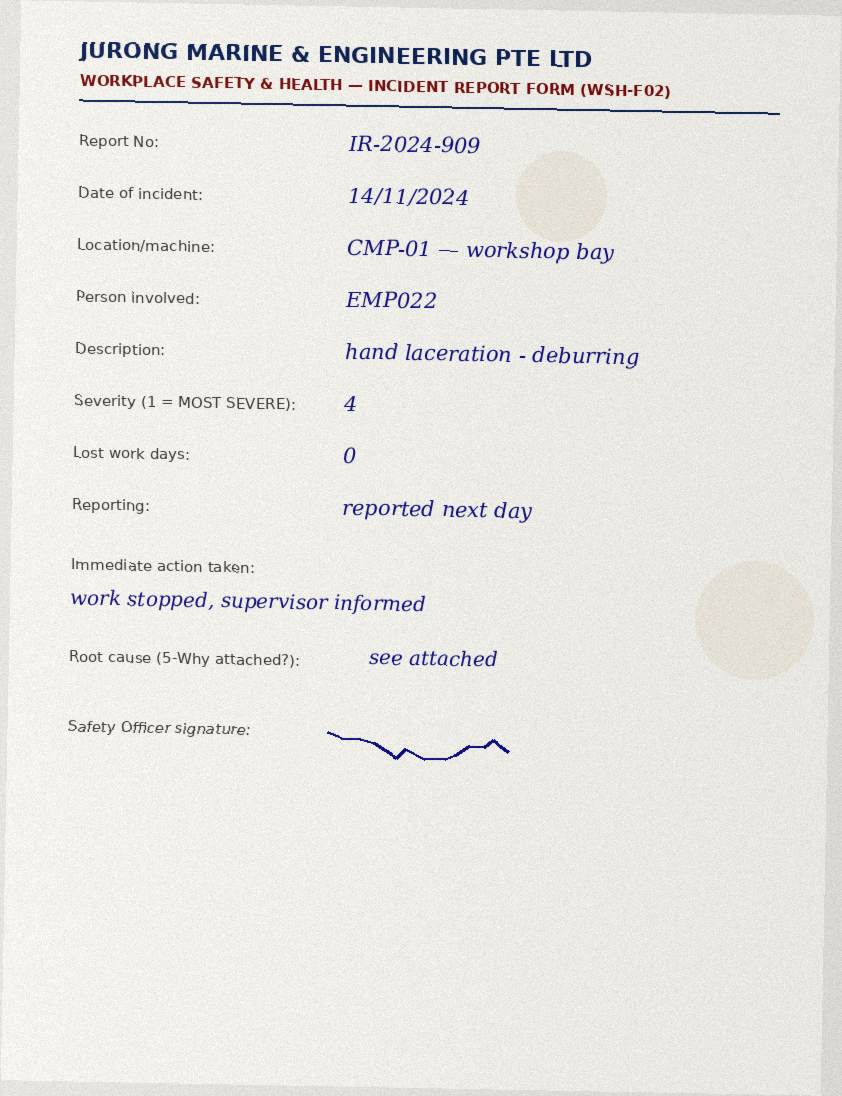 JURONG MARINE & ENGINEERING PTE LTD
WORKPLACE SAFETY & HEALTH — INCIDENT REPORT FORM (WSH-F02)
Report No: IR-2024-909
Date of incident: 14/11/2024
Location/machine: CMP-01 — workshop bay
Person involved: EMP022
Description: hand laceration - deburring
Severity (1 = MOST SEVERE): 4
Lost work days: 0
Reporting: reported next day
Immediate action taken:
work stopped, supervisor informed
Root cause (5-Why attached?): see attached
Safety Officer signature: